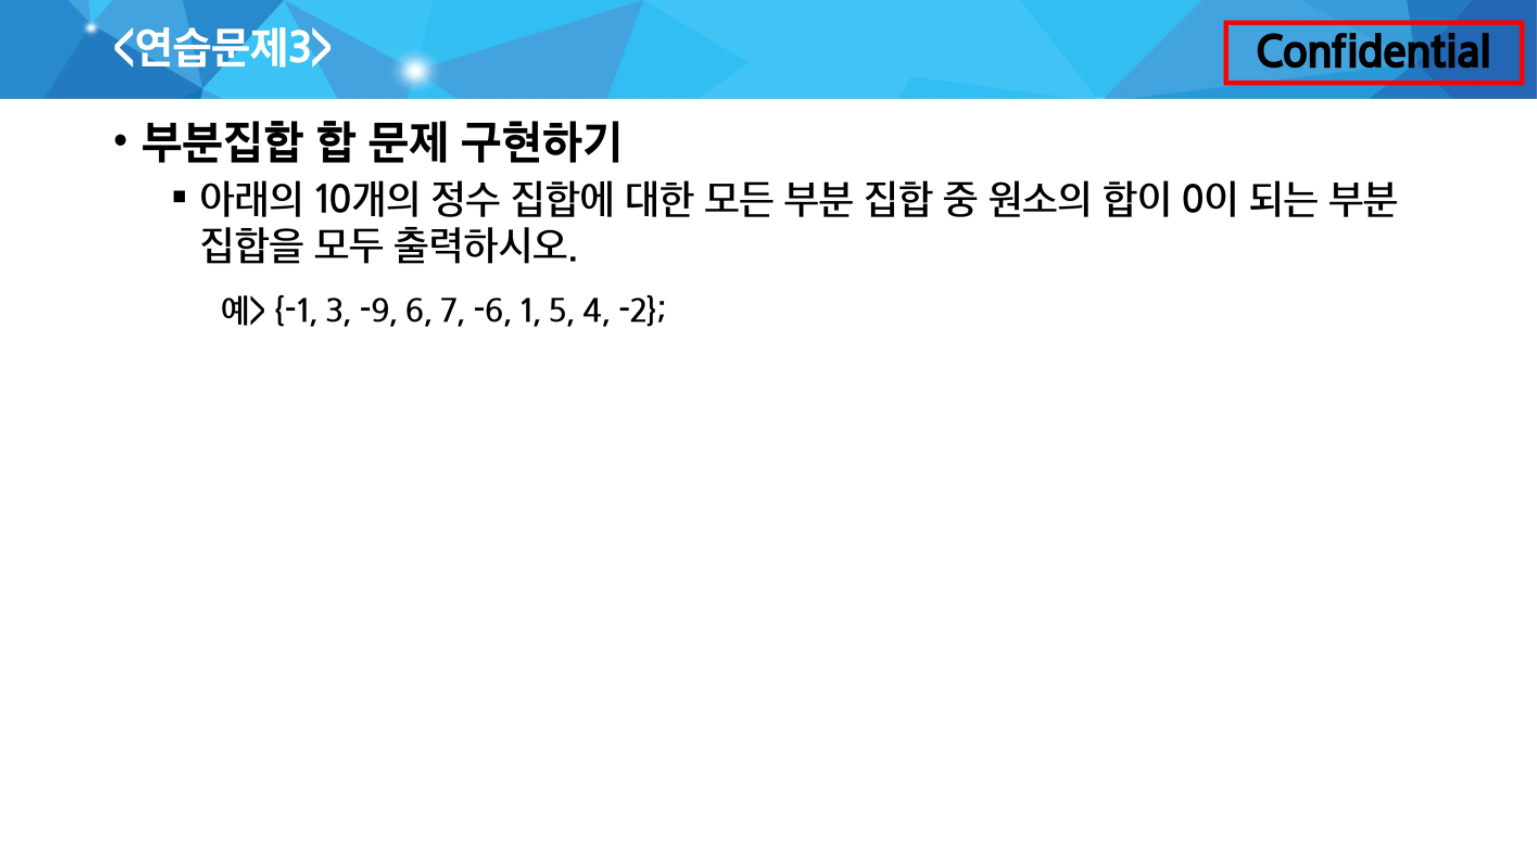 <연습문제3>
Confidential
• 부분집합 합 문제 구현하기
▪ 아래의 10개의 정수 집합에 대한 모든 부분 집합 중 원소의 합이 0이 되는 부분
집합을 모두 출력하시오.
예> {-1, 3, -9, 6, 7, -6, 1, 5, 4, -2};